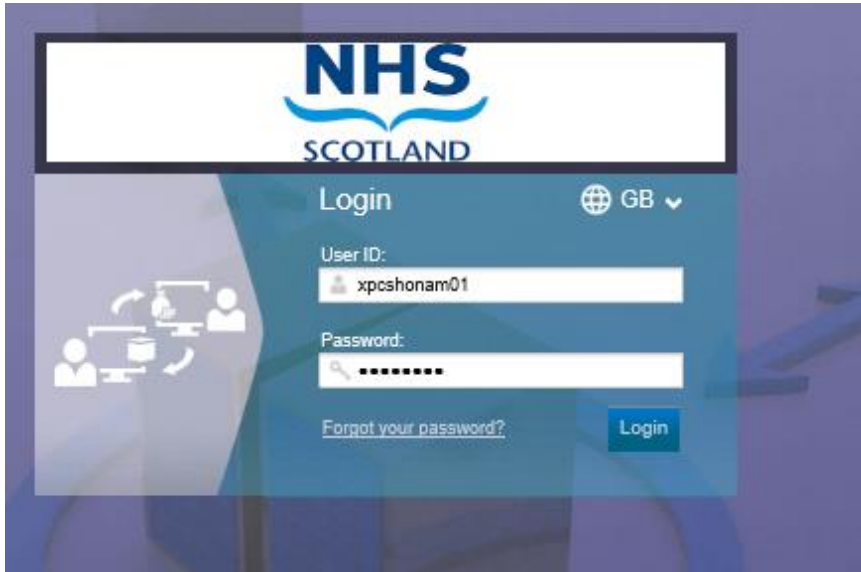 NHS
SCOTLAND
Login GB
User ID:
xpcshonam01
Password:
••••••••
Forgot your password? Login